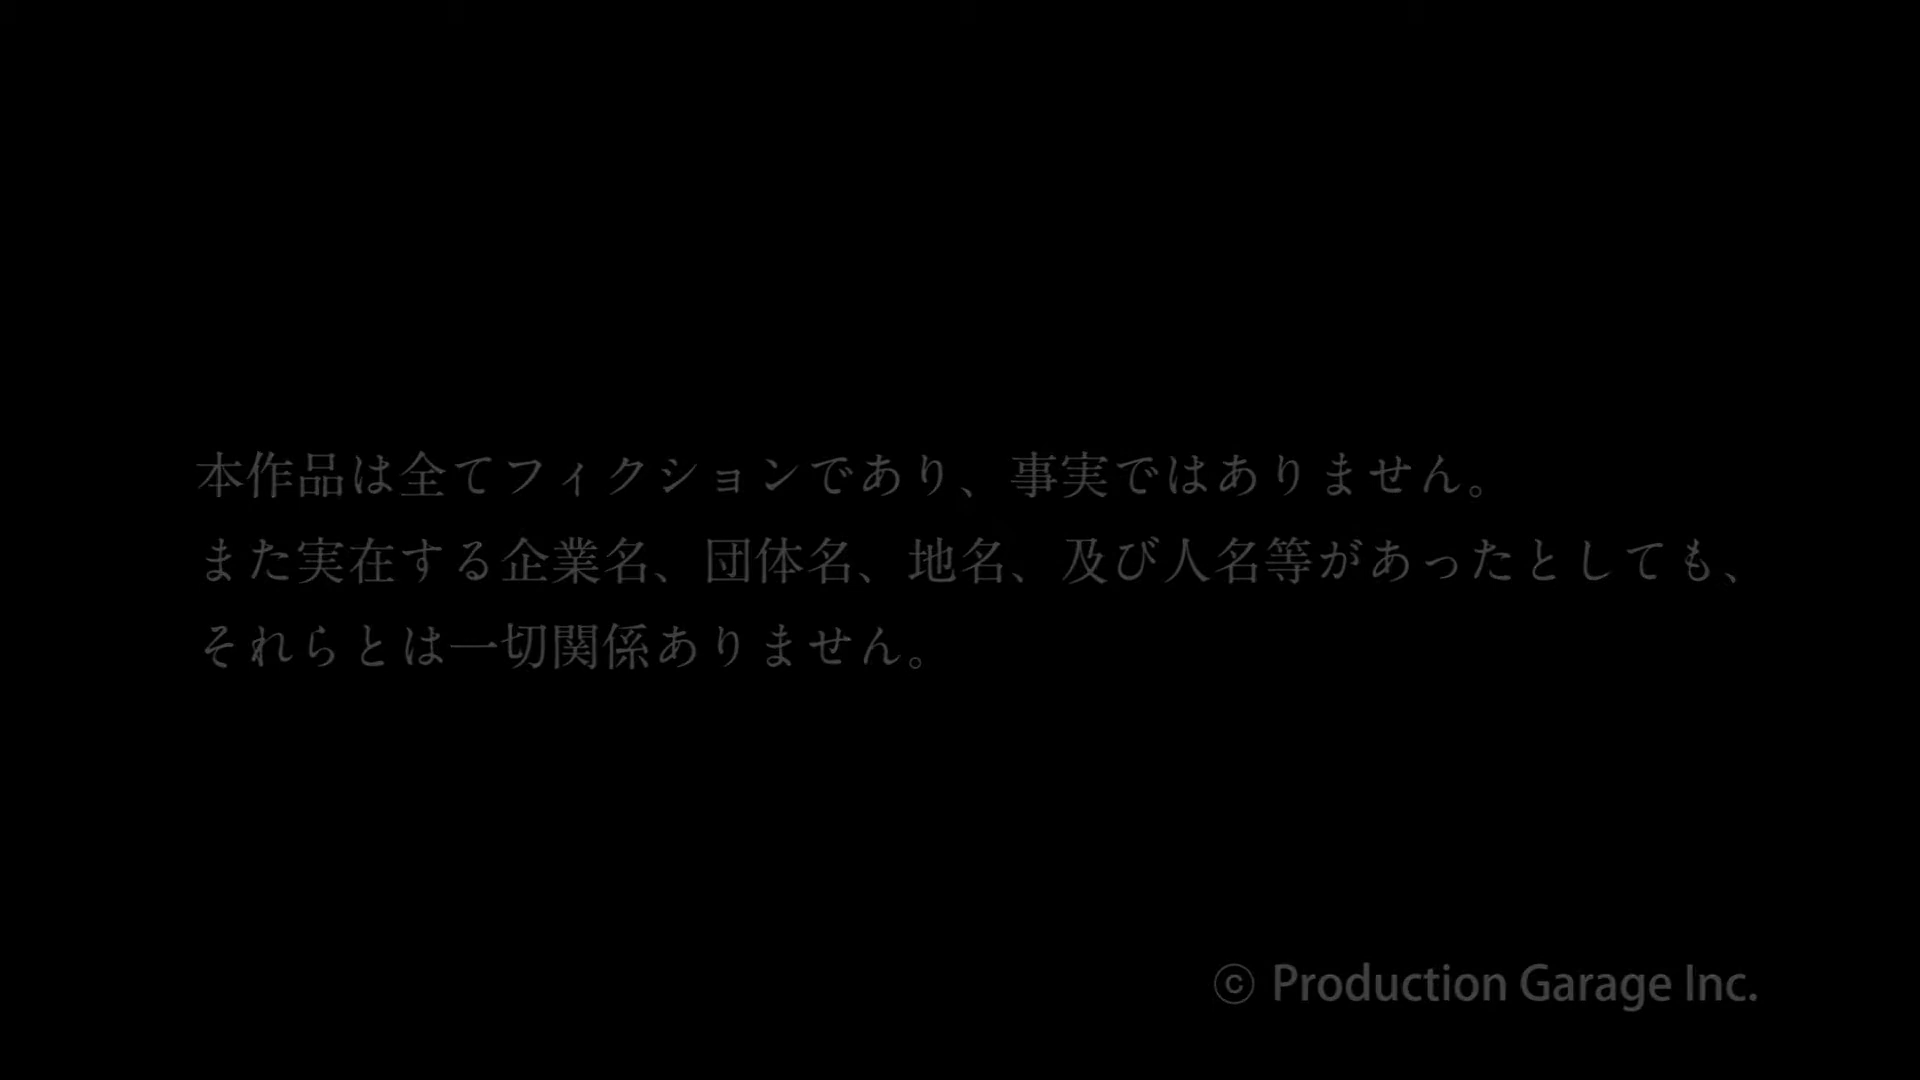 本作品は全てフィクションであり、事実ではありません。
また実在する企業名、団体名、地名、及び人名等があったとしても、
それらとは一切関係ありません。
© Production Garage Inc.